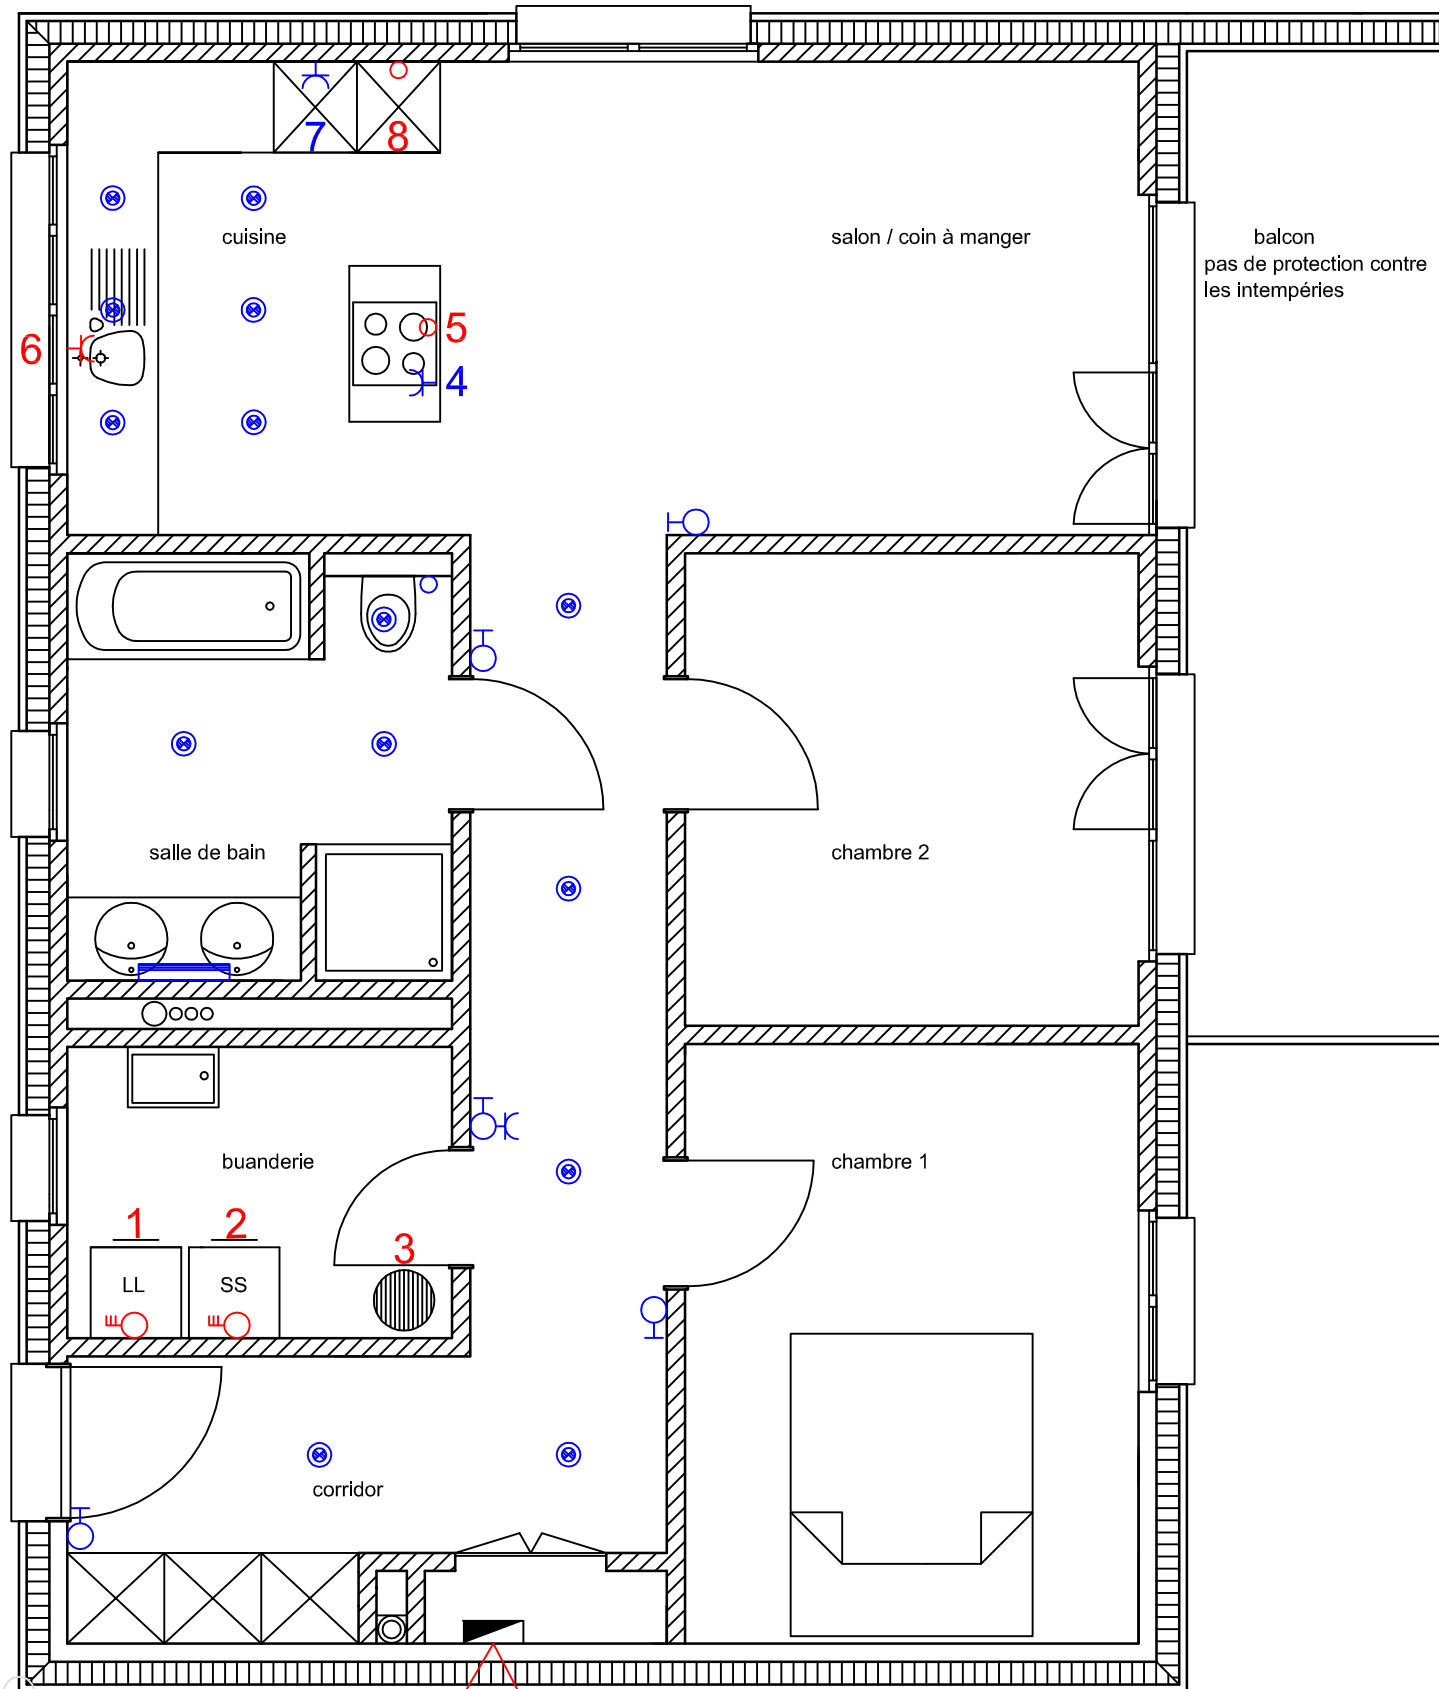 7
8
cuisine
salon / coin à manger
balcon
pas de protection contre
les intempéries
5
6
4
salle de bain
chambre 2
buanderie
chambre 1
1
2
3
LL
SS
corridor